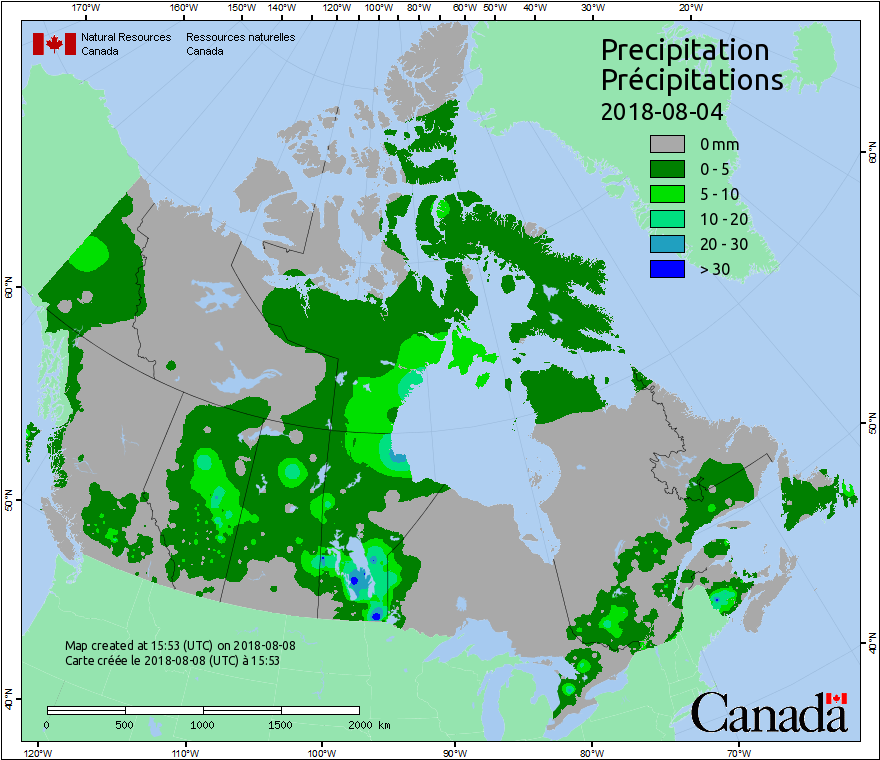 170°W 160°W 150°W 140°W 130°W 120°W 110°W 100°W 90°W 80°W 60°W 50°W 40°W 30°W 20°W
Natural Resources Ressources naturelles
Canada Canada
Precipitation
Précipitations
2018-08-04
0 mm
0 - 5
5 - 10
10 - 20
20 - 30
> 30
60°N
60°N
50°N
50°N
40°N
40°N
Map created at 15:53 (UTC) on 2018-08-08
Carte créée le 2018-08-08 (UTC) à 15:53
0 500 1000 1500 2000 km
Canada
120°W 110°W 100°W 90°W 80°W 70°W